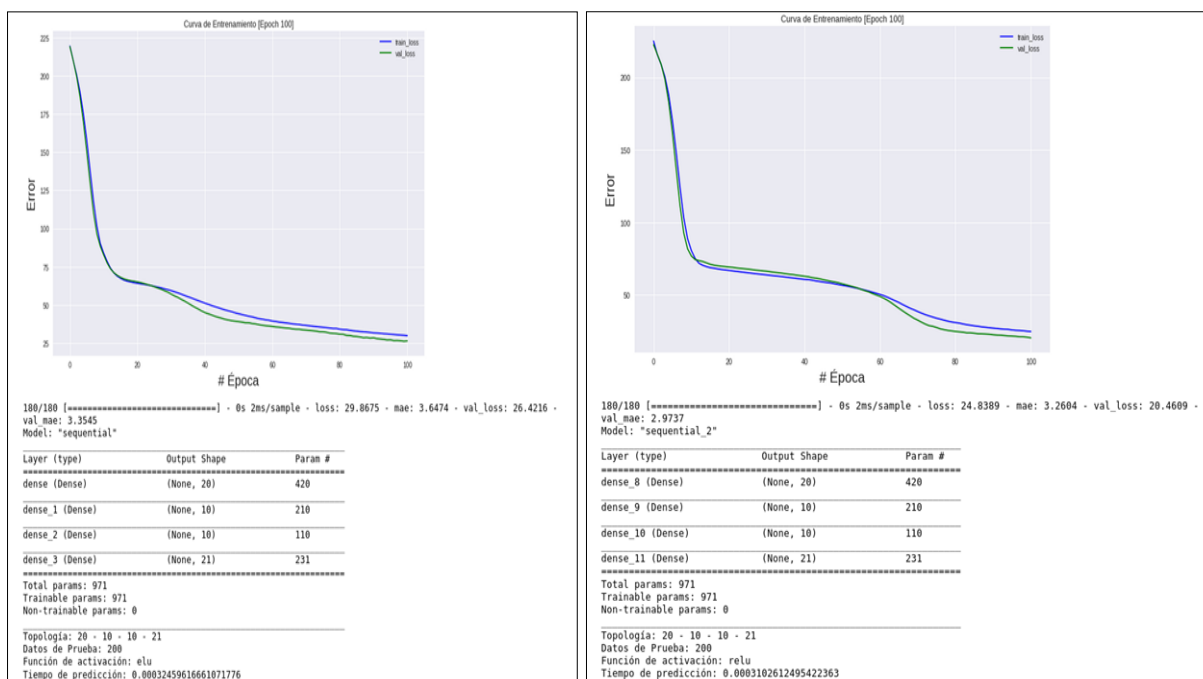 Curva de Entrenamiento [Epoch 100]
train_loss
val_loss
225
200
175
150
125
100
75
50
25
Error
0
20
40
60
80
100
# Época
180/180 [==============================] - 0s 2ms/sample - loss: 29.8675 - mae: 3.6474 - val_loss: 26.4216 -
val_mae: 3.3545
Model: "sequential"
Layer (type) Output Shape Param #
dense (Dense) (None, 20) 420
dense_1 (Dense) (None, 10) 210
dense_2 (Dense) (None, 10) 110
dense_3 (Dense) (None, 21) 231
Total params: 971
Trainable params: 971
Non-trainable params: 0
Topología: 20 - 10 - 10 - 21
Datos de Prueba: 200
Función de activación: elu
Tiempo de predicción: 0.00032459616661071776
Curva de Entrenamiento [Epoch 100]
train_loss
val_loss
200
150
100
50
Error
0
20
40
60
80
100
# Época
180/180 [==============================] - 0s 2ms/sample - loss: 24.8389 - mae: 3.2604 - val_loss: 20.4609 -
val_mae: 2.9737
Model: "sequential_2"
Layer (type) Output Shape Param #
dense_8 (Dense) (None, 20) 420
dense_9 (Dense) (None, 10) 210
dense_10 (Dense) (None, 10) 110
dense_11 (Dense) (None, 21) 231
Total params: 971
Trainable params: 971
Non-trainable params: 0
Topología: 20 - 10 - 10 - 21
Datos de Prueba: 200
Función de activación: relu
Tiempo de predicción: 0.0003102612495422363